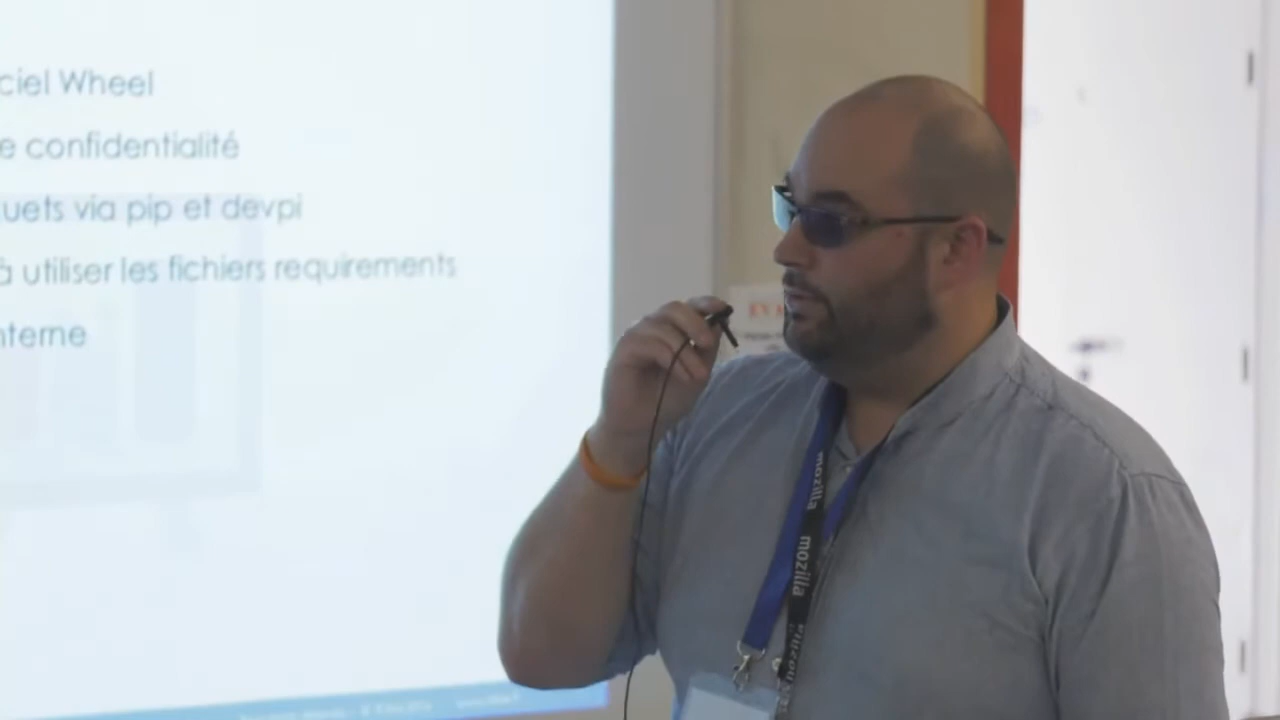 ciel Wheel
e confidentialité
uets via pip et devpi
à utiliser les fichiers requirements
nterne
mozilla
mozilla